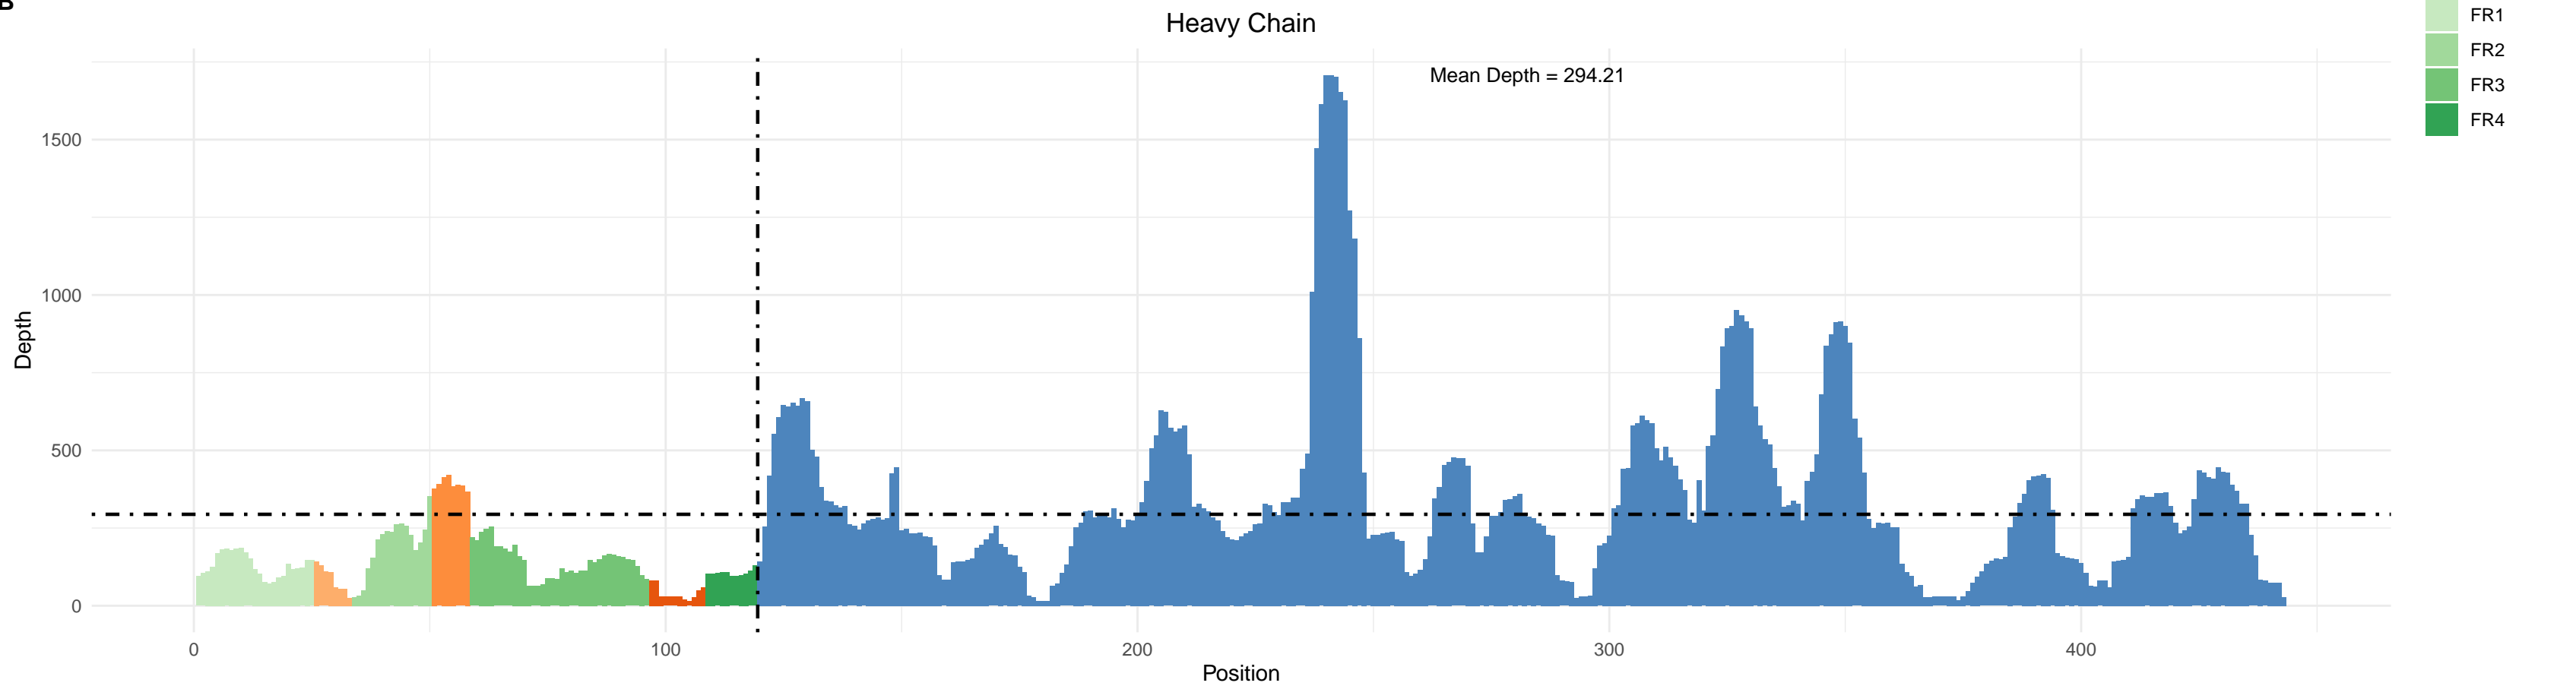 B
Heavy Chain
Mean Depth = 294.21
FR1
FR2
FR3
FR4
Depth
1500
1000
500
0
0 100 200 300 400
Position